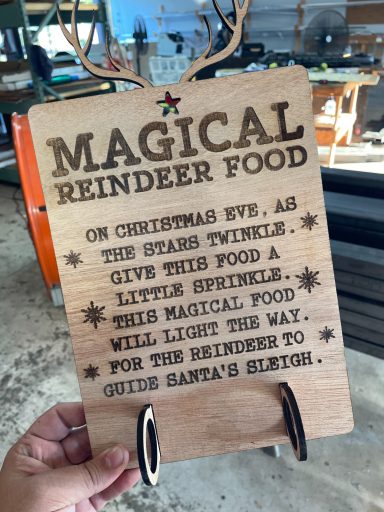 MAGICAL
REINDEER FOOD
ON CHRISTMAS EVE, AS
THE STARS TWINKLE.
GIVE THIS FOOD A
LITTLE SPRINKLE.
THIS MAGICAL FOOD
WILL LIGHT THE WAY.
FOR THE REINDEER TO
GUIDE SANTA'S SLEIGH.